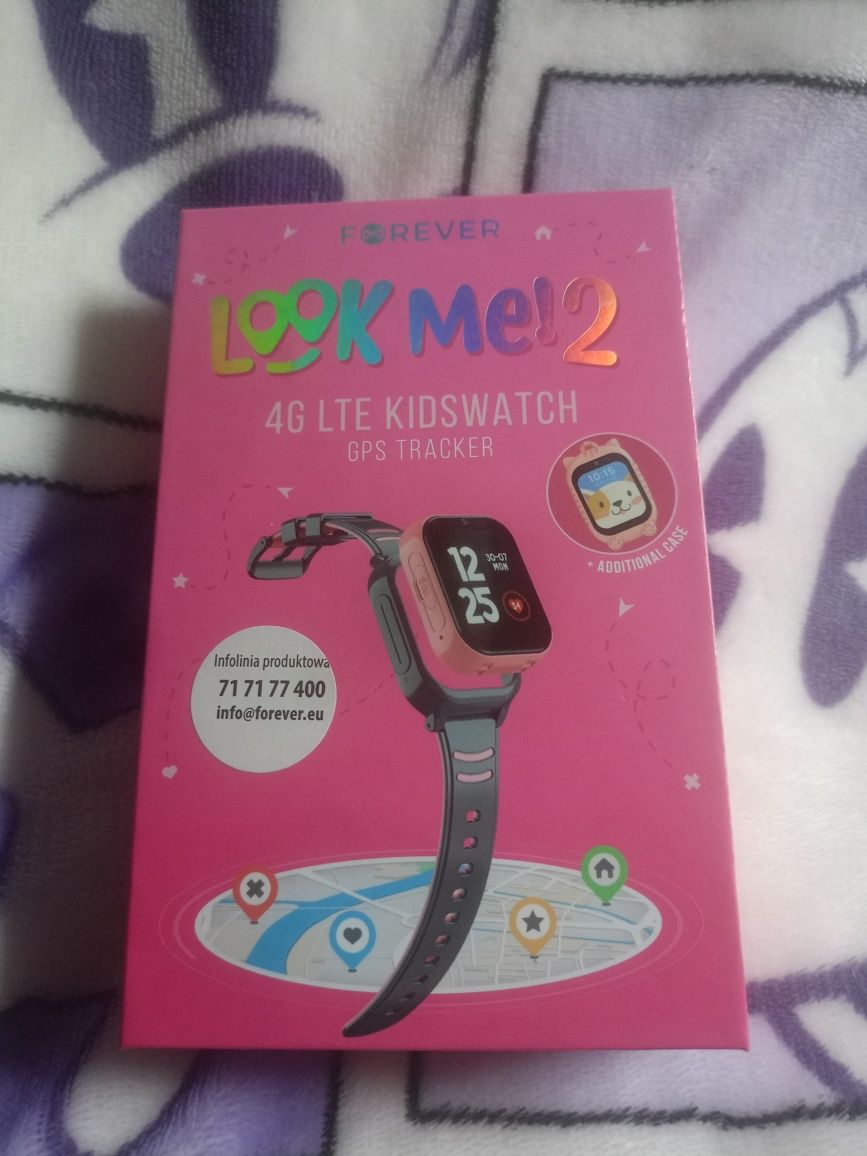 FOREVER
LOOK Me!2
4G LTE KIDSWATCH
GPS TRACKER
10:15
+ ADDITIONAL CASE
12
30-07
MON
25
Infolinia produktowa
71 71 77 400
info@forever.eu